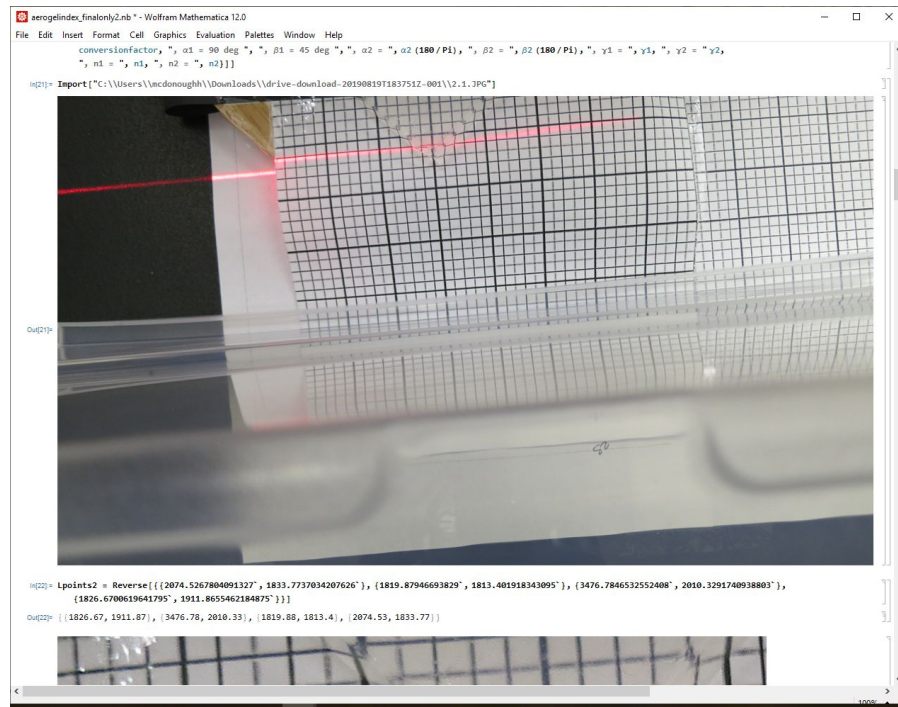 aerogelindex_finalonly2.nb * - Wolfram Mathematica 12.0
File Edit Insert Format Cell Graphics Evaluation Palettes Window Help
conversionfactor, ", α1 = 90 deg ", ", β1 = 45 deg ", ", α2 = ", α2 (180/Pi), ", β2 = ", β2 (180/Pi), ", γ1 = ", γ1, ", γ2 = " γ2,
", n1 = ", n1, ", n2 = ", n2}]]
In[21]:= Import["C:\\Users\\mcdonoughh\\Downloads\\drive-download-20190819T183751Z-001\\2.1.JPG"]
Out[21]=
In[22]:= Lpoints2 = Reverse[{{2074.5267804091327`, 1833.7737034207626`}, {1819.87946693829`, 1813.401918343095`}, {3476.7846532552408`, 2010.3291740938803`},
{1826.6700619641795`, 1911.8655462184875`}}]
Out[22]= {{1826.67, 1911.87}, {3476.78, 2010.33}, {1819.88, 1813.4}, {2074.53, 1833.77}}
100%